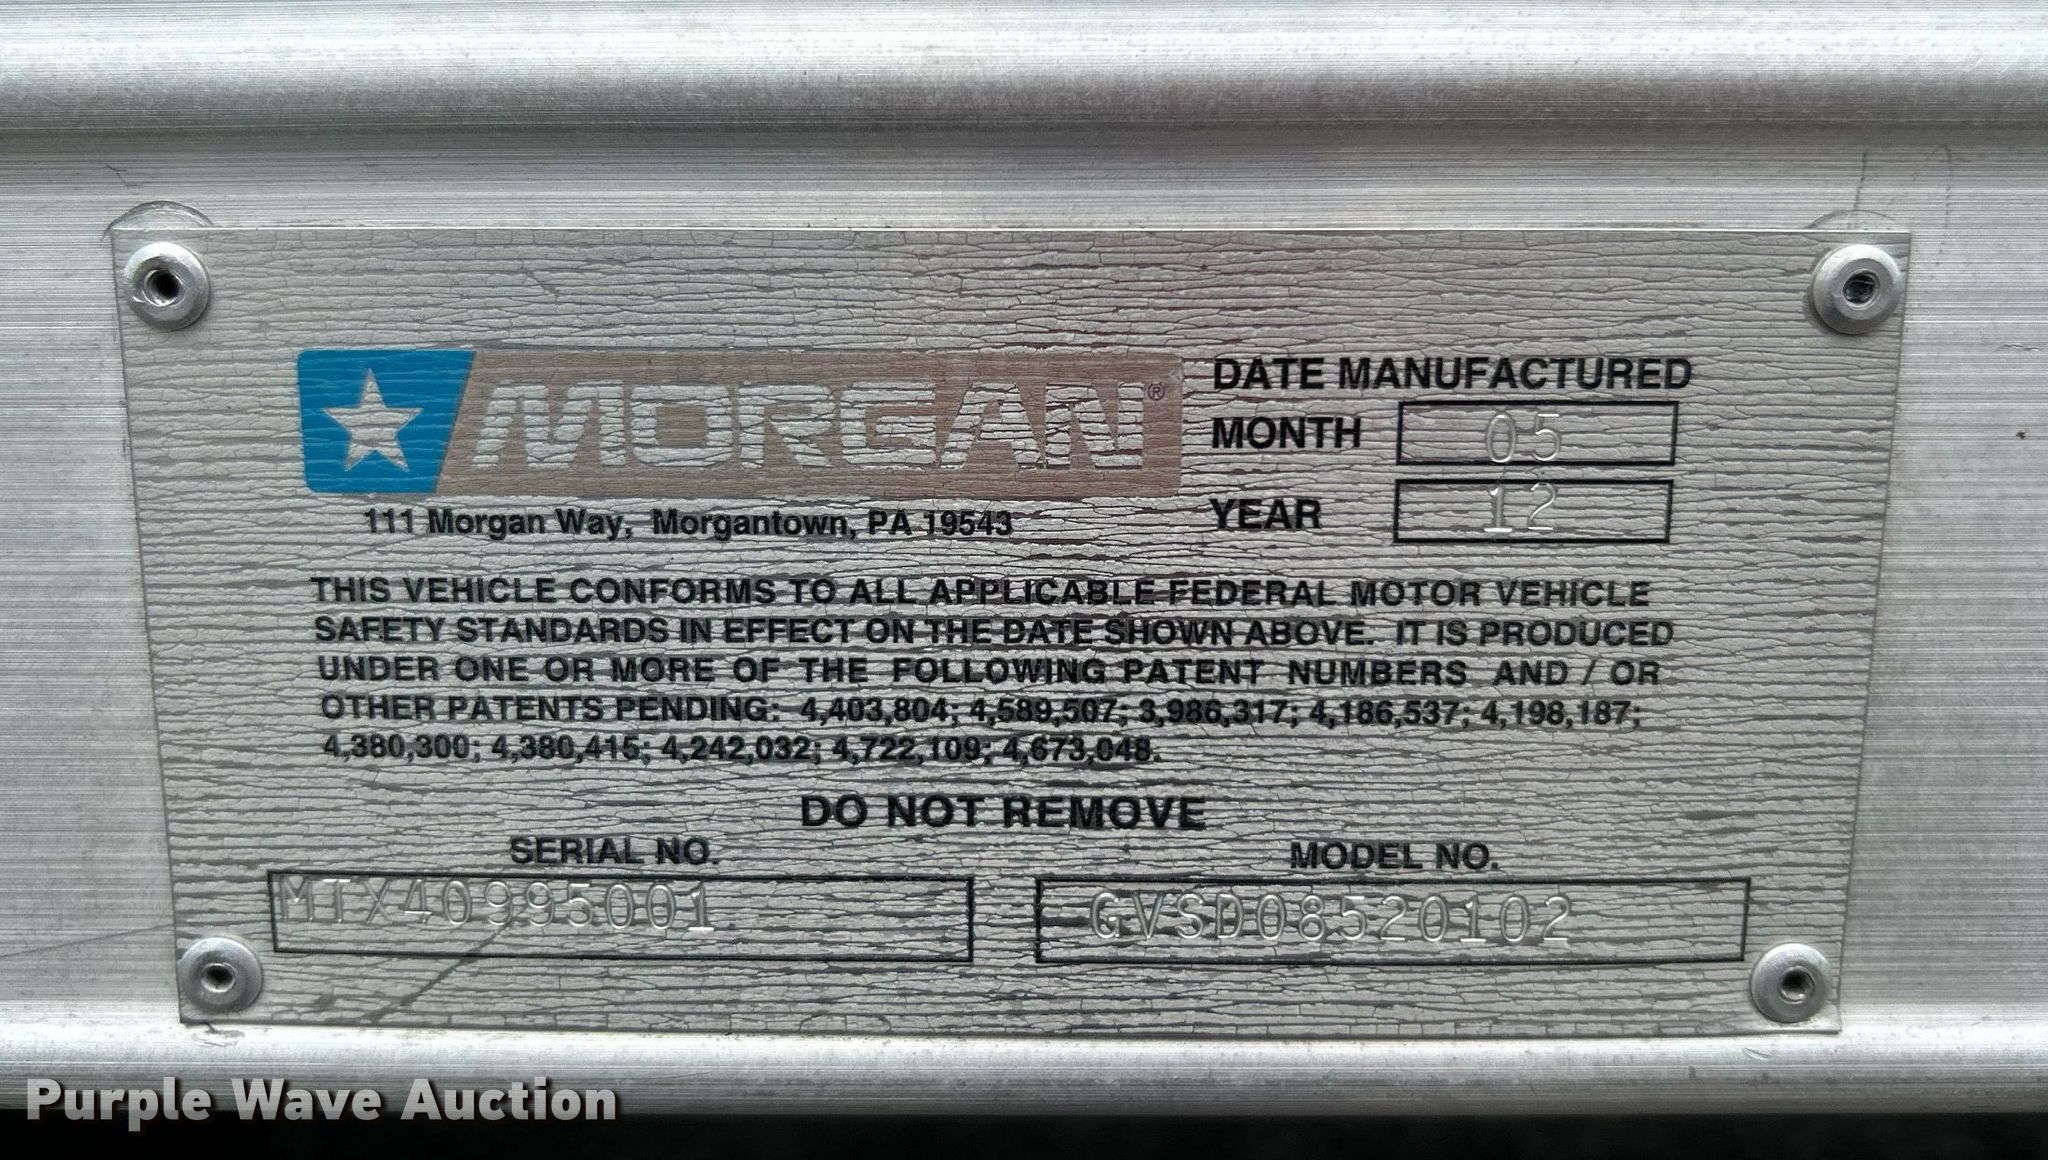 MORGAN®
DATE MANUFACTURED
MONTH 05
YEAR 12
111 Morgan Way, Morgantown, PA 19543
THIS VEHICLE CONFORMS TO ALL APPLICABLE FEDERAL MOTOR VEHICLE
SAFETY STANDARDS IN EFFECT ON THE DATE SHOWN ABOVE. IT IS PRODUCED
UNDER ONE OR MORE OF THE FOLLOWING PATENT NUMBERS AND / OR
OTHER PATENTS PENDING: 4,403,804; 4,589,507; 3,986,317; 4,186,537; 4,198,187;
4,380,300; 4,380,415; 4,242,032; 4,722,109; 4,673,048.
DO NOT REMOVE
SERIAL NO. MODEL NO.
MTX40995001 GVSD08520102
Purple Wave Auction